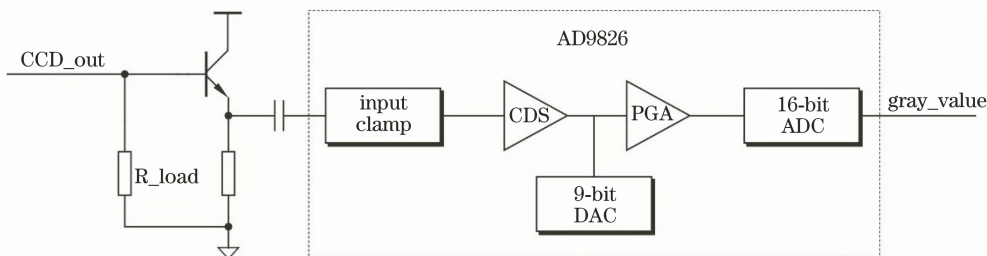 AD9826
CCD_out
input
clamp
CDS
PGA
16-bit
ADC
gray_value
R_load
9-bit
DAC